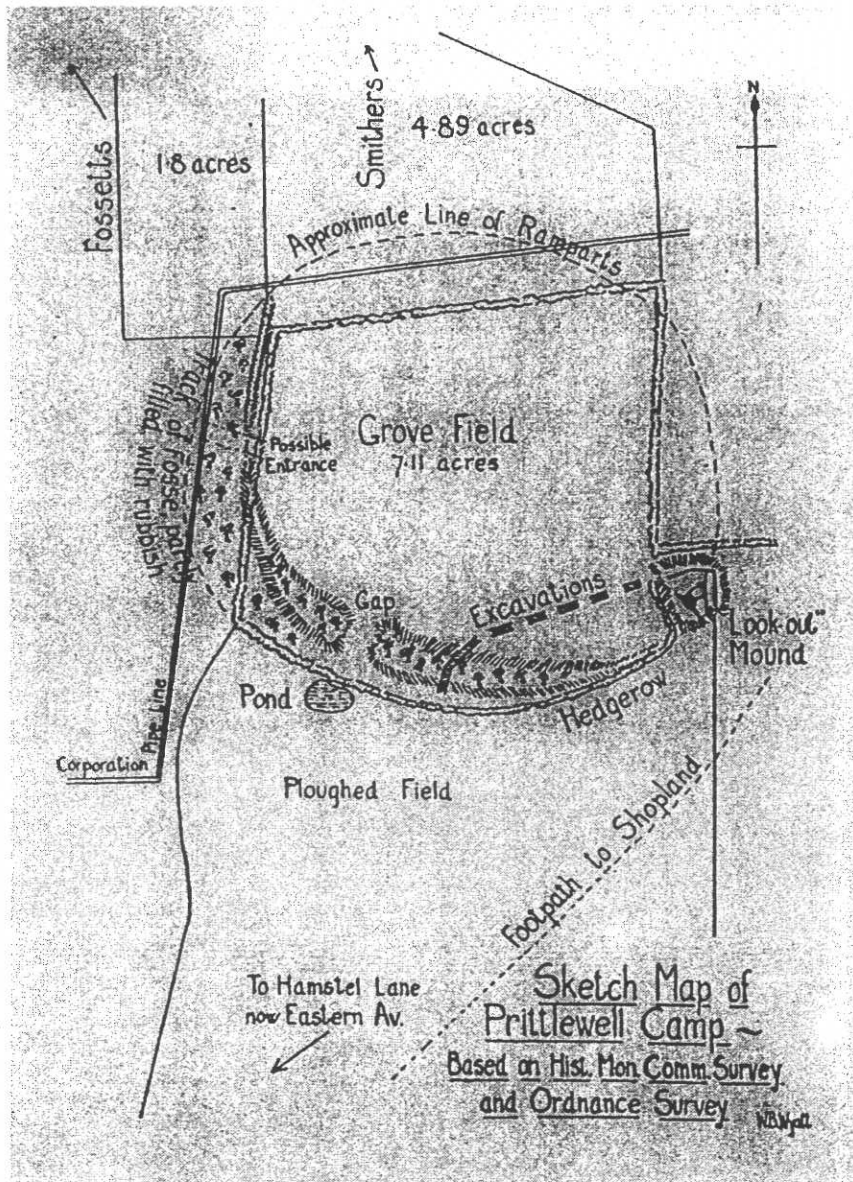 N
Fossetts
1·8 acres
Smithers
4·89 acres
Approximate Line of Ramparts
Track of Fosse partly
filled with rubbish
Possible
Entrance
Grove Field
7·11 acres
Gap
Excavations
"Look-out"
Mound
Pond
Hedgerow
Corporation
Pipe Line
Ploughed Field
Footpath to Shopland
To Hamstel Lane
now Eastern Av.
Sketch Map of
Prittlewell Camp ~
Based on Hist. Mon. Comm. Survey
and Ordnance Survey